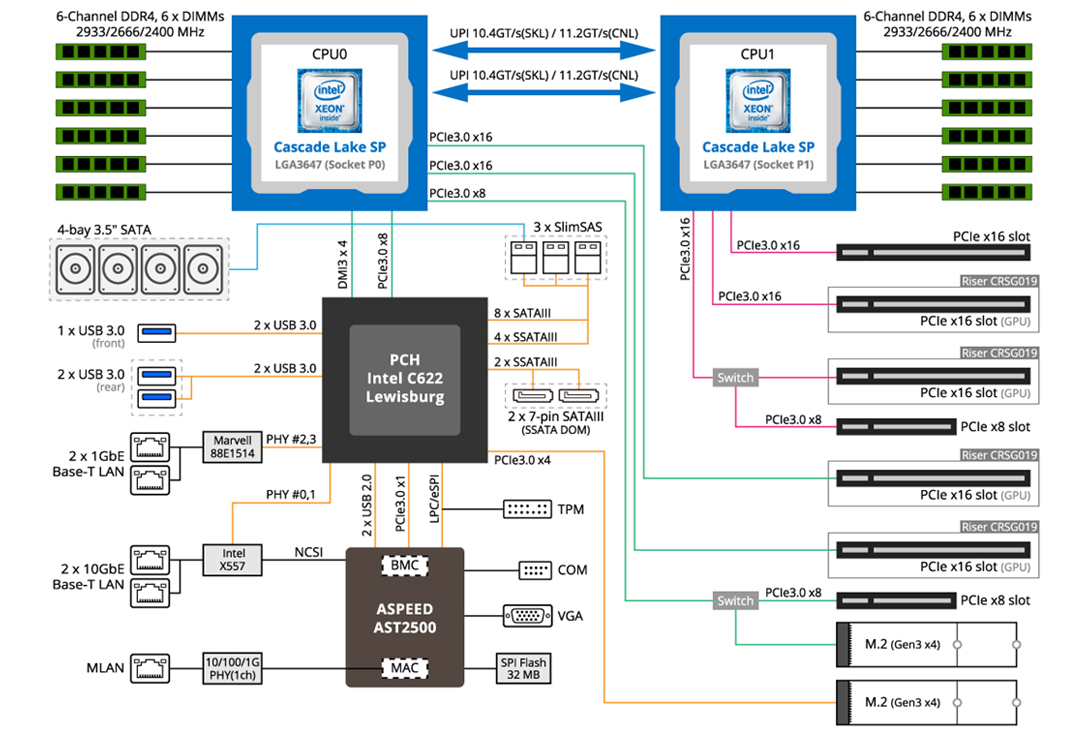 6-Channel DDR4, 6 x DIMMs
2933/2666/2400 MHz
CPU0
intel
XEON®
inside™
Cascade Lake SP
LGA3647 (Socket P0)
UPI 10.4GT/s(SKL) / 11.2GT/s(CNL)
UPI 10.4GT/s(SKL) / 11.2GT/s(CNL)
CPU1
intel
XEON®
inside™
Cascade Lake SP
LGA3647 (Socket P1)
6-Channel DDR4, 6 x DIMMs
2933/2666/2400 MHz
PCIe3.0 x16
PCIe3.0 x16
PCIe3.0 x8
4-bay 3.5" SATA
DMI3 x 4
PCIe3.0 x8
3 x SlimSAS
PCIe3.0 x16
PCIe3.0 x16
PCIe x16 slot
PCIe3.0 x16
Riser CRSG019
PCIe x16 slot (GPU)
1 x USB 3.0
(front)
2 x USB 3.0
8 x SATAIII
4 x SSATAIII
PCH
Intel C622
Lewisburg
2 x USB 3.0
(rear)
2 x USB 3.0
2 x SSATAIII
2 x 7-pin SATAIII
(SSATA DOM)
Switch
Riser CRSG019
PCIe x16 slot (GPU)
PCIe3.0 x8
PCIe x8 slot
2 x 1GbE
Base-T LAN
Marvell
88E1514
PHY #2,3
PHY #0,1
PCIe3.0 x4
Riser CRSG019
PCIe x16 slot (GPU)
2 x USB 2.0
PCIe3.0 x1
LPC/eSPI
TPM
Riser CRSG019
PCIe x16 slot (GPU)
2 x 10GbE
Base-T LAN
Intel
X557
NCSI
BMC
COM
ASPEED
AST2500
VGA
Switch
PCIe3.0 x8
PCIe x8 slot
M.2 (Gen3 x4)
MLAN
10/100/1G
PHY(1ch)
MAC
SPI Flash
32 MB
M.2 (Gen3 x4)